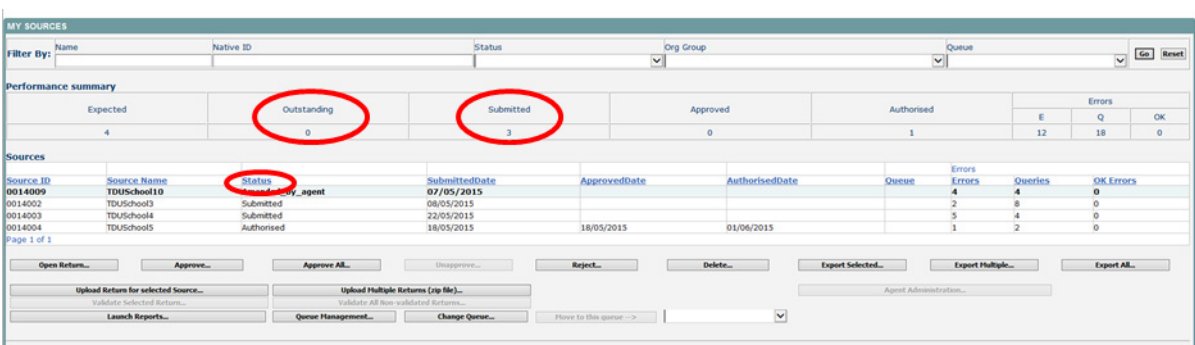 MY SOURCES
Name Native ID Status Org Group Queue
Filter By: Go Reset
Performance summary
Expected Outstanding Submitted Approved Authorised Errors
E Q OK
4 0 3 0 1 12 18 0
Sources
Errors
Source ID Source Name Status SubmittedDate ApprovedDate AuthorisedDate Queue Errors Queries OK Errors
0014009 TDUSchool10 Amended_by_agent 07/05/2015 4 4 0
0014002 TDUSchool3 Submitted 08/05/2015 2 8 0
0014003 TDUSchool4 Submitted 22/05/2015 5 4 0
0014004 TDUSchool5 Authorised 18/05/2015 18/05/2015 01/06/2015 1 2 0
Page 1 of 1
Open Return... Approve... Approve All... Unapprove... Reject... Delete... Export Selected... Export Multiple... Export All...
Upload Return for selected Source... Upload Multiple Returns (zip file)... Agent Administration...
Validate Selected Return... Validate All Non-validated Returns...
Launch Reports... Queue Management... Change Queue... Move to this queue -->